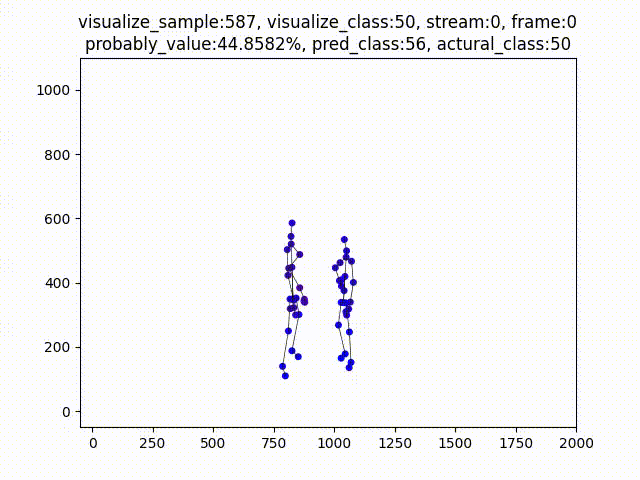 visualize_sample:587, visualize_class:50, stream:0, frame:0
probably_value:44.8582%, pred_class:56, actural_class:50
1000
800
600
400
200
0
0 250 500 750 1000 1250 1500 1750 2000